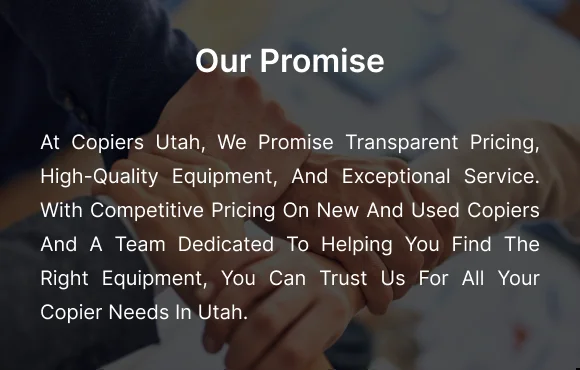 Our Promise
At Copiers Utah, We Promise Transparent Pricing,
High-Quality Equipment, And Exceptional Service.
With Competitive Pricing On New And Used Copiers
And A Team Dedicated To Helping You Find The
Right Equipment, You Can Trust Us For All Your
Copier Needs In Utah.